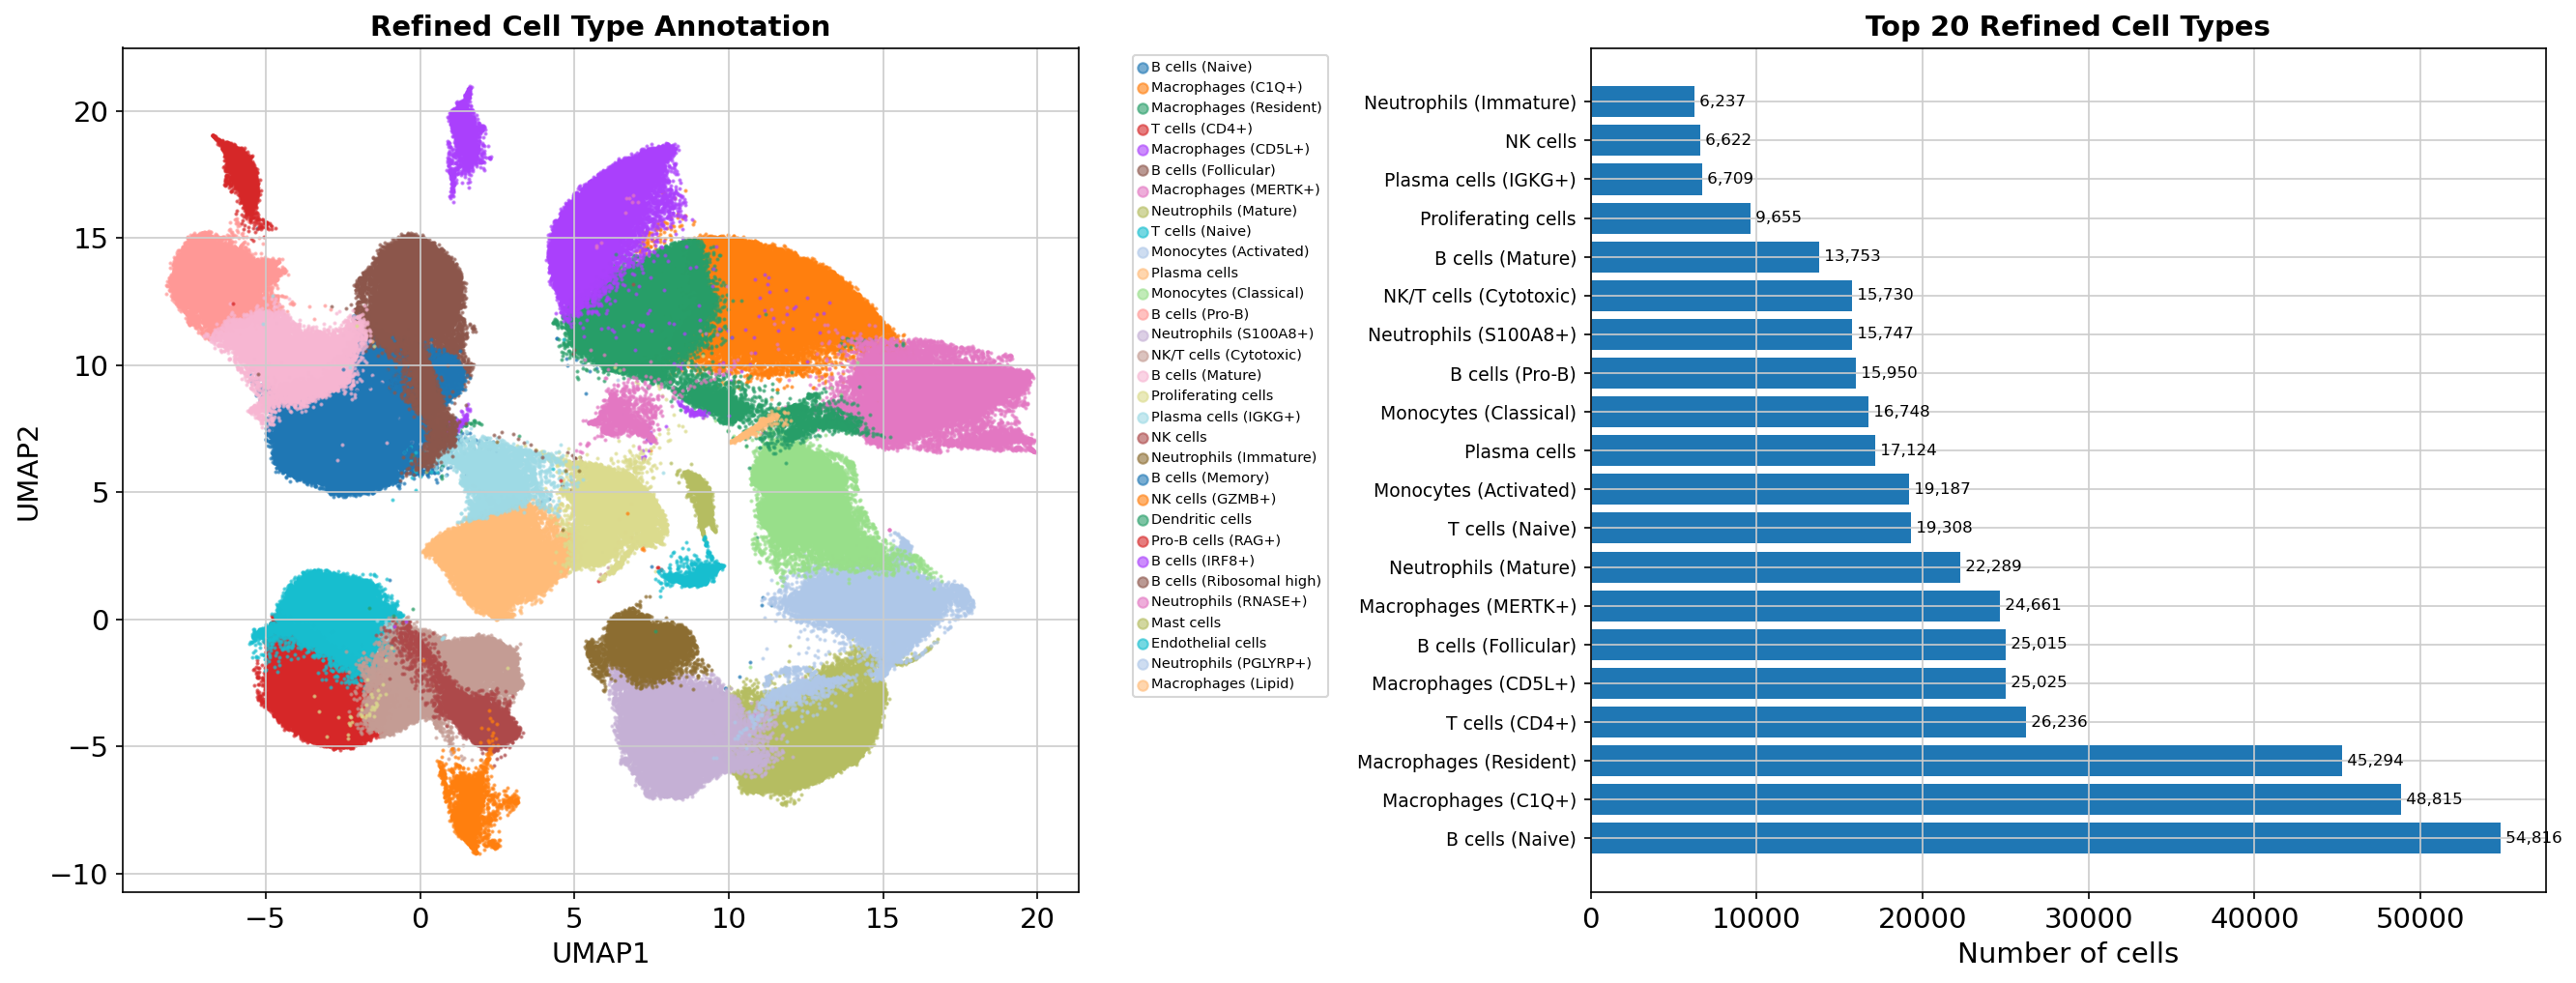 Refined Cell Type Annotation
20
15
10
5
0
−5
−10
UMAP2
−5
0
5
10
15
20
UMAP1
B cells (Naive)
Macrophages (C1Q+)
Macrophages (Resident)
T cells (CD4+)
Macrophages (CD5L+)
B cells (Follicular)
Macrophages (MERTK+)
Neutrophils (Mature)
T cells (Naive)
Monocytes (Activated)
Plasma cells
Monocytes (Classical)
B cells (Pro-B)
Neutrophils (S100A8+)
NK/T cells (Cytotoxic)
B cells (Mature)
Proliferating cells
Plasma cells (IGKG+)
NK cells
Neutrophils (Immature)
B cells (Memory)
NK cells (GZMB+)
Dendritic cells
Pro-B cells (RAG+)
B cells (IRF8+)
B cells (Ribosomal high)
Neutrophils (RNASE+)
Mast cells
Endothelial cells
Neutrophils (PGLYRP+)
Macrophages (Lipid)
Top 20 Refined Cell Types
Neutrophils (Immature) 6,237
NK cells 6,622
Plasma cells (IGKG+) 6,709
Proliferating cells 9,655
B cells (Mature) 13,753
NK/T cells (Cytotoxic) 15,730
Neutrophils (S100A8+) 15,747
B cells (Pro-B) 15,950
Monocytes (Classical) 16,748
Plasma cells 17,124
Monocytes (Activated) 19,187
T cells (Naive) 19,308
Neutrophils (Mature) 22,289
Macrophages (MERTK+) 24,661
B cells (Follicular) 25,015
Macrophages (CD5L+) 25,025
T cells (CD4+) 26,236
Macrophages (Resident) 45,294
Macrophages (C1Q+) 48,815
B cells (Naive) 54,816
0
10000
20000
30000
40000
50000
Number of cells